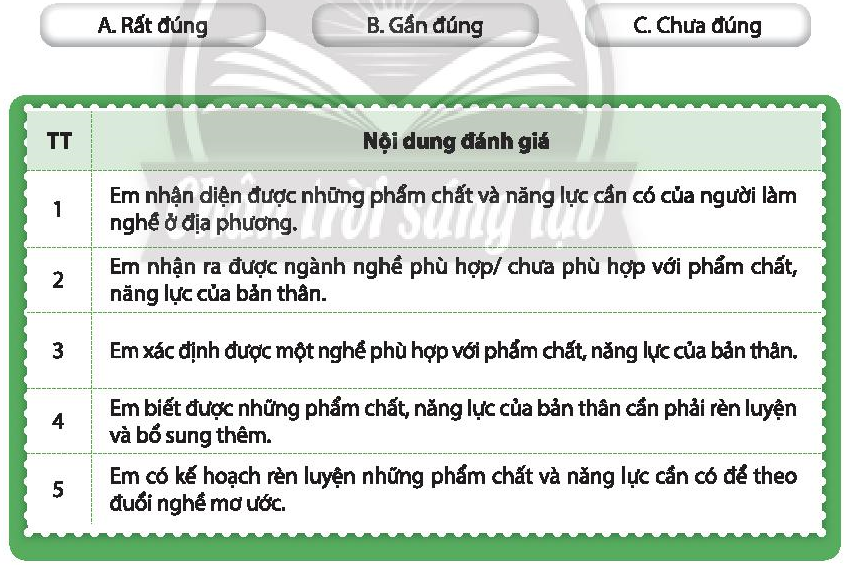 A. Rất đúng
B. Gần đúng
C. Chưa đúng
TT
Nội dung đánh giá
1
Em nhận diện được những phẩm chất và năng lực cần có của người làm
nghề ở địa phương.
2
Em nhận ra được ngành nghề phù hợp/ chưa phù hợp với phẩm chất,
năng lực của bản thân.
3
Em xác định được một nghề phù hợp với phẩm chất, năng lực của bản thân.
4
Em biết được những phẩm chất, năng lực của bản thân cần phải rèn luyện
và bổ sung thêm.
5
Em có kế hoạch rèn luyện những phẩm chất và năng lực cần có để theo
đuổi nghề mơ ước.
Chân trời sáng tạo